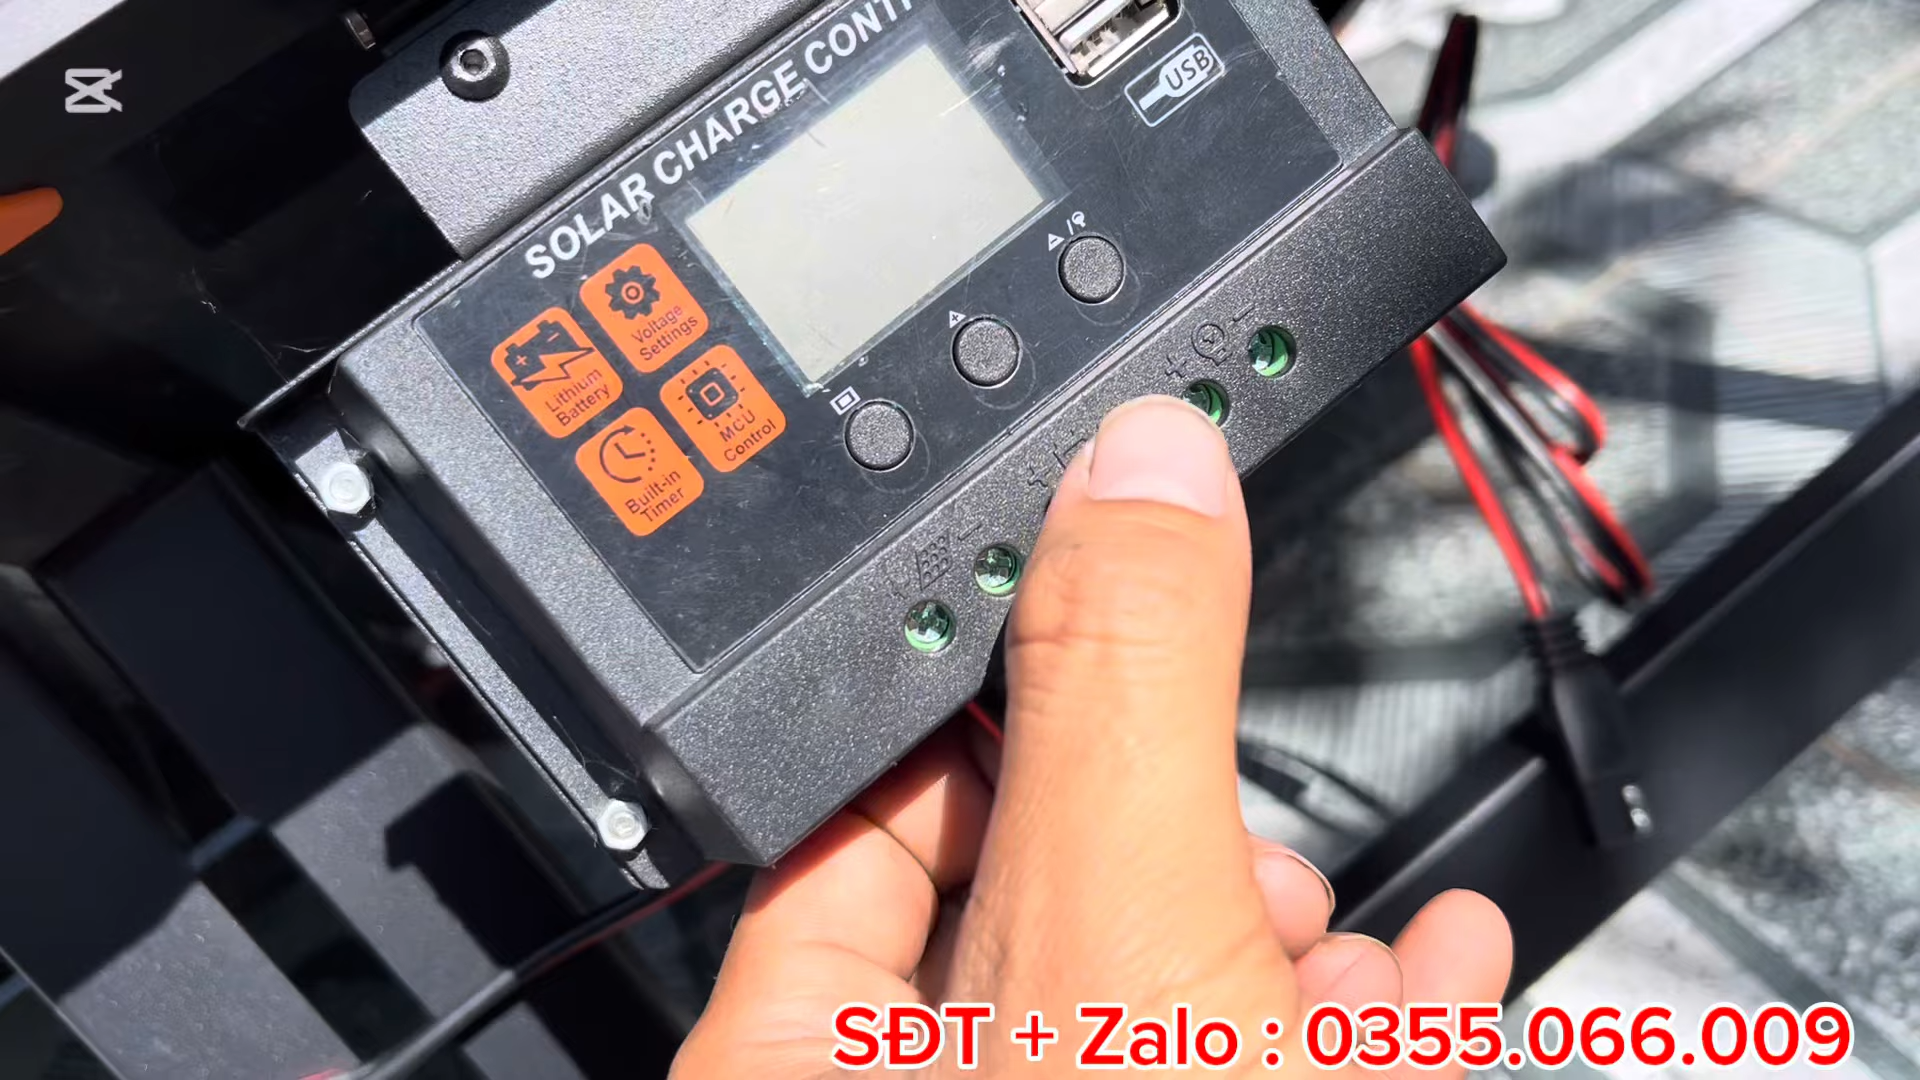 SOLAR CHARGE CONT
USB
Lithium
Battery
Voltage
Settings
Built-in
Timer
MCU
Control
SĐT + Zalo : 0355.066.009